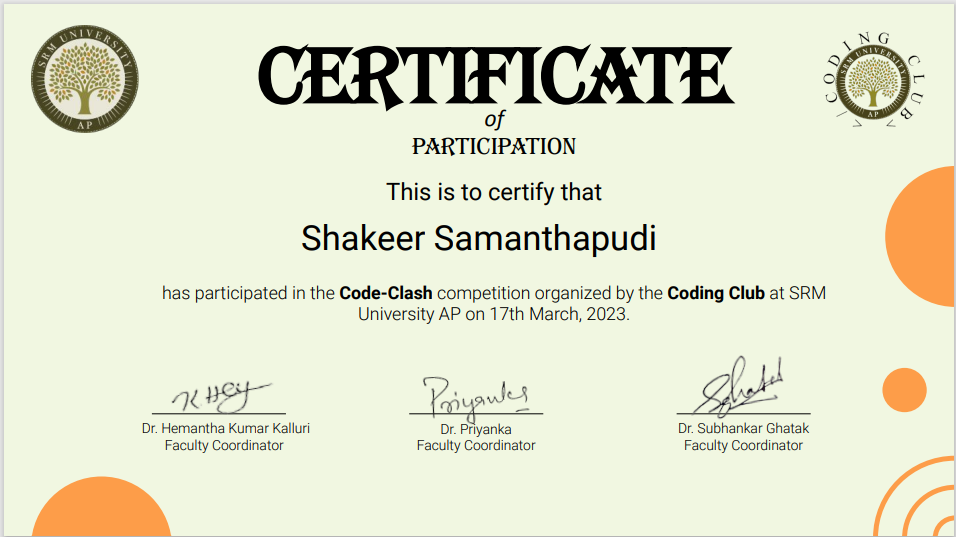 SRM UNIVERSITY
AP
<CODING CLUB/>
SRM UNIVERSITY
AP
CERTIFICATE
of
PARTICIPATION
This is to certify that
Shakeer Samanthapudi
has participated in the Code-Clash competition organized by the Coding Club at SRM
University AP on 17th March, 2023.
Priyanka
Dr. Hemantha Kumar Kalluri
Faculty Coordinator
Dr. Priyanka
Faculty Coordinator
Dr. Subhankar Ghatak
Faculty Coordinator